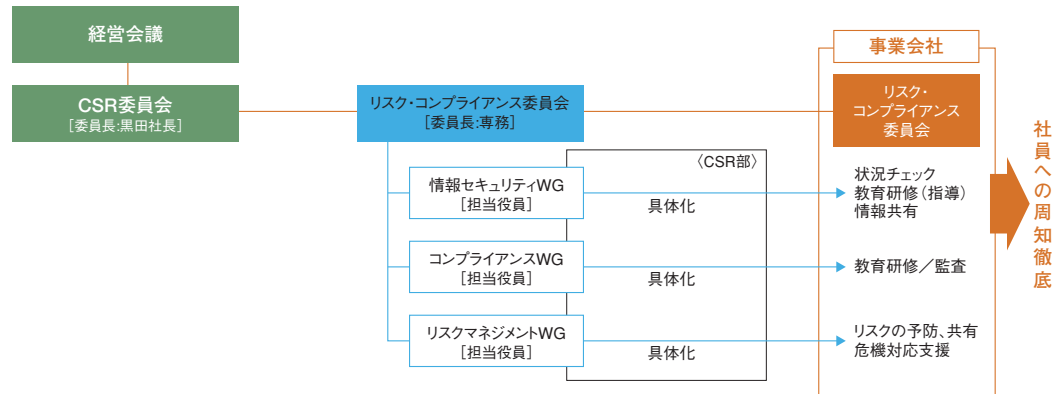 経営会議
CSR委員会
[委員長:黒田社長]
リスク・コンプライアンス委員会
[委員長:専務]
事業会社
リスク・
コンプライアンス
委員会
〈CSR部〉
情報セキュリティWG
[担当役員]
具体化
状況チェック
教育研修(指導)
情報共有
コンプライアンスWG
[担当役員]
具体化
教育研修/監査
リスクマネジメントWG
[担当役員]
具体化
リスクの予防、共有
危機対応支援
社員への周知徹底